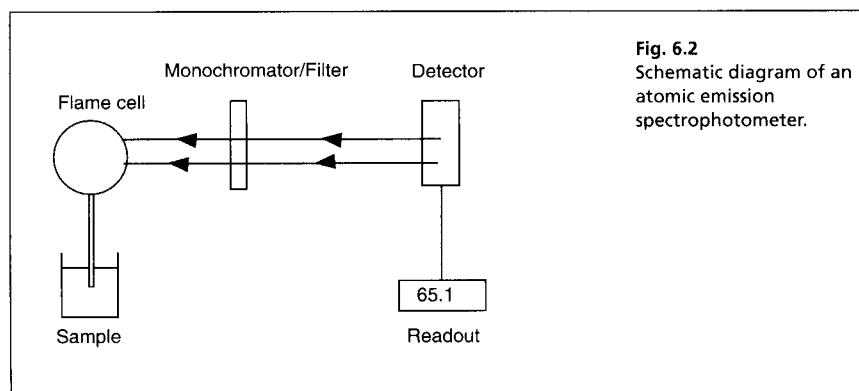 Fig. 6.2
Schematic diagram of an
atomic emission
spectrophotometer.
Monochromator/Filter
Detector
Flame cell
65.1
Sample
Readout